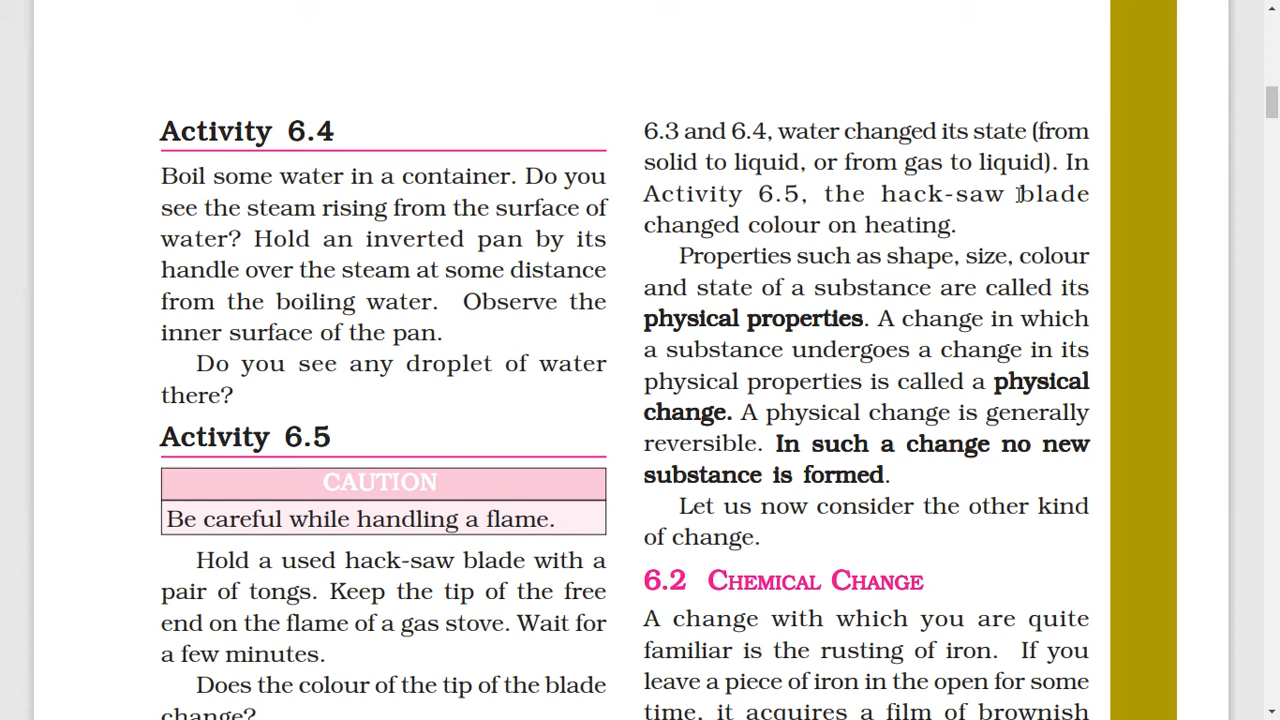 Activity 6.4
Boil some water in a container. Do you
see the steam rising from the surface of
water? Hold an inverted pan by its
handle over the steam at some distance
from the boiling water. Observe the
inner surface of the pan.
Do you see any droplet of water
there?
Activity 6.5
CAUTION
Be careful while handling a flame.
Hold a used hack-saw blade with a
pair of tongs. Keep the tip of the free
end on the flame of a gas stove. Wait for
a few minutes.
Does the colour of the tip of the blade
change?
6.3 and 6.4, water changed its state (from
solid to liquid, or from gas to liquid). In
Activity 6.5, the hack-saw blade
changed colour on heating.
Properties such as shape, size, colour
and state of a substance are called its
physical properties. A change in which
a substance undergoes a change in its
physical properties is called a physical
change. A physical change is generally
reversible. In such a change no new
substance is formed.
Let us now consider the other kind
of change.
6.2 CHEMICAL CHANGE
A change with which you are quite
familiar is the rusting of iron. If you
leave a piece of iron in the open for some
time, it acquires a film of brownish